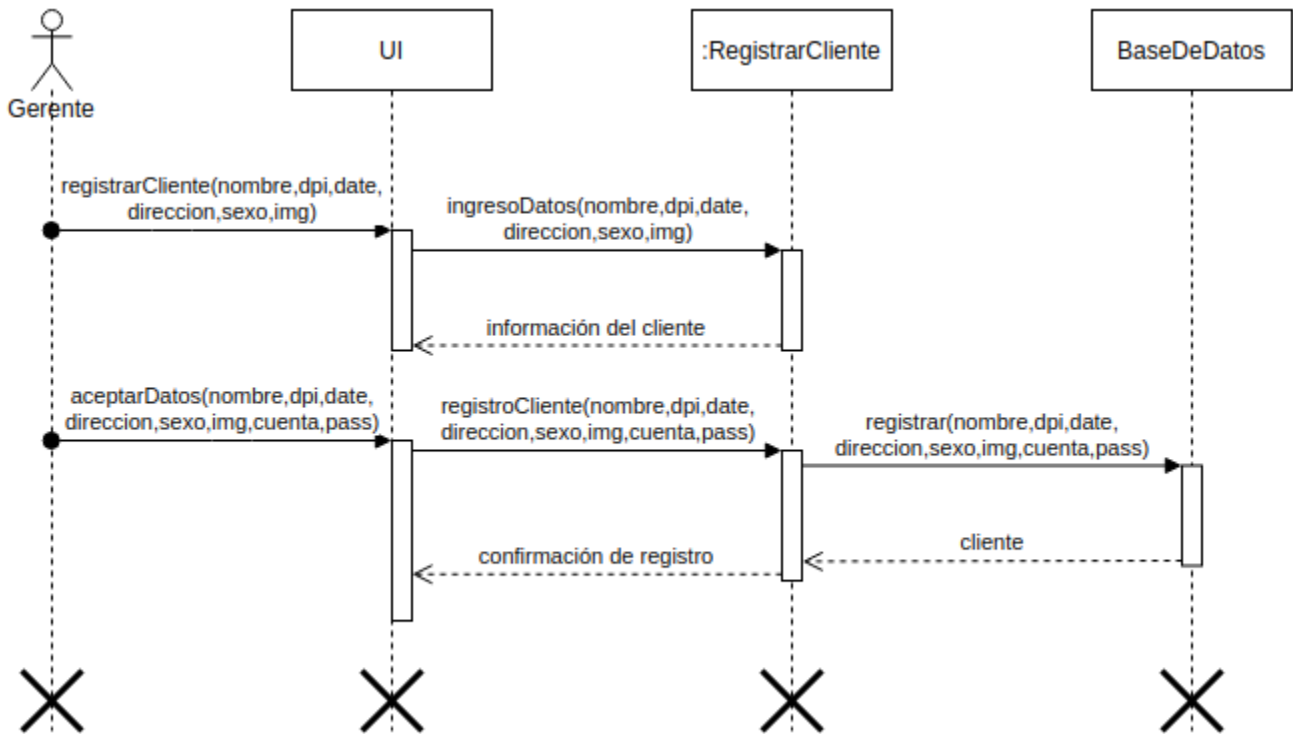 Gerente
UI
:RegistrarCliente
BaseDeDatos
registrarCliente(nombre,dpi,date,
direccion,sexo,img)
ingresoDatos(nombre,dpi,date,
direccion,sexo,img)
información del cliente
aceptarDatos(nombre,dpi,date,
direccion,sexo,img,cuenta,pass)
registroCliente(nombre,dpi,date,
direccion,sexo,img,cuenta,pass)
registrar(nombre,dpi,date,
direccion,sexo,img,cuenta,pass)
cliente
confirmación de registro